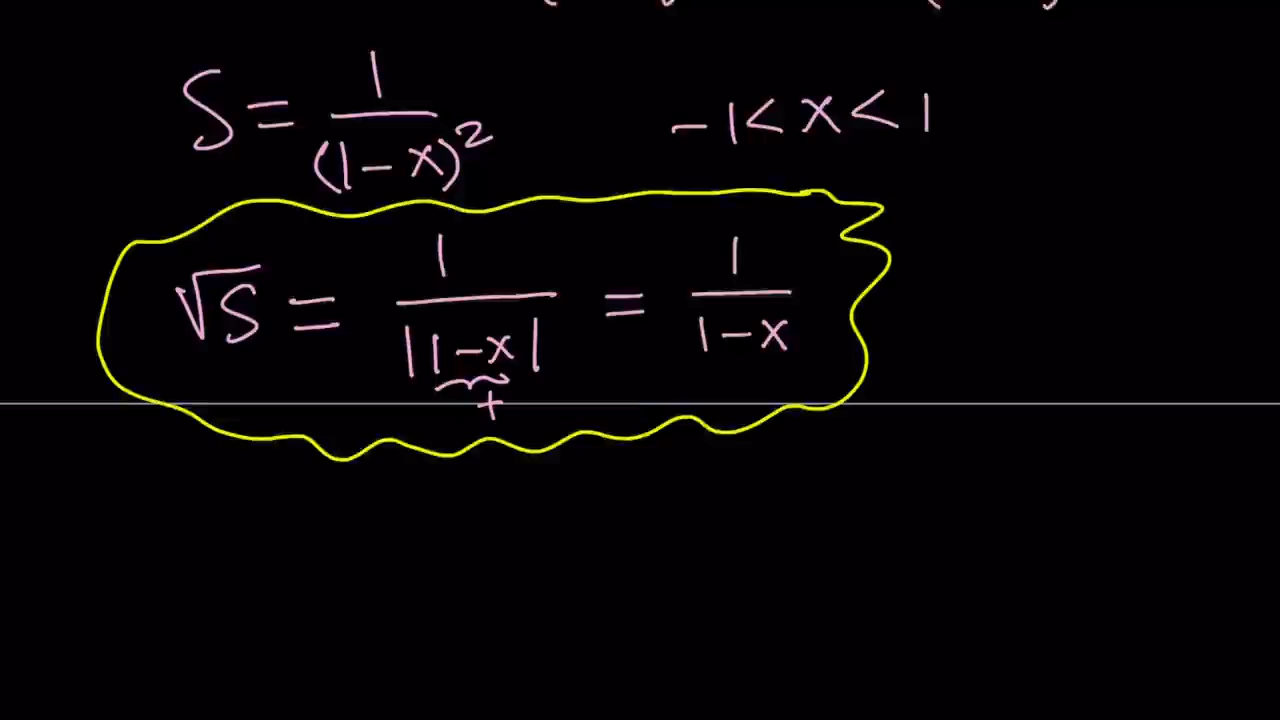 S = 1/(1-x)² -1 < x < 1
√S = 1/|1-x| = 1/(1-x)
+